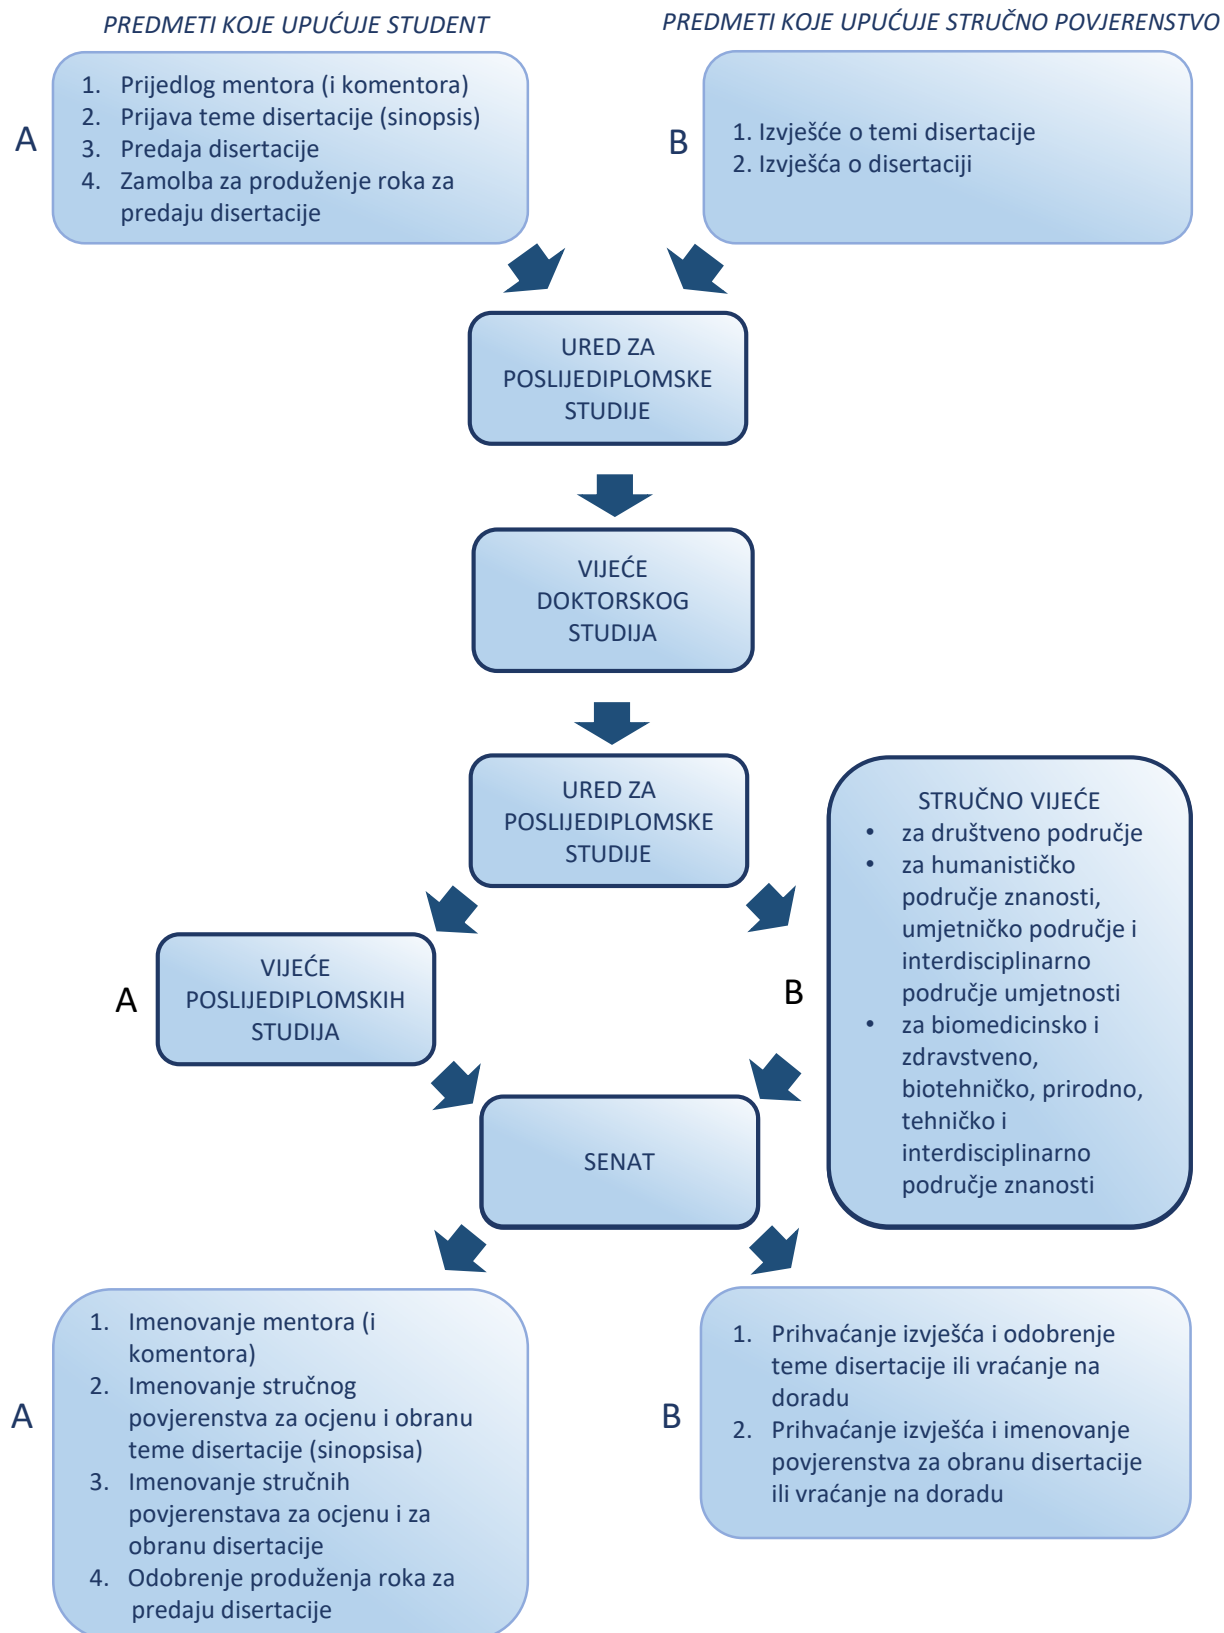 PREDMETI KOJE UPUĆUJE STUDENT
PREDMETI KOJE UPUĆUJE STRUČNO POVJERENSTVO
A
1. Prijedlog mentora (i komentora)
2. Prijava teme disertacije (sinopsis)
3. Predaja disertacije
4. Zamolba za produženje roka za
predaju disertacije
B
1. Izvješće o temi disertacije
2. Izvješća o disertaciji
URED ZA
POSLIJEDIPLOMSKE
STUDIJE
VIJEĆE
DOKTORSKOG
STUDIJA
URED ZA
POSLIJEDIPLOMSKE
STUDIJE
A
VIJEĆE
POSLIJEDIPLOMSKIH
STUDIJA
B
STRUČNO VIJEĆE
• za društveno područje
• za humanističko
područje znanosti,
umjetničko područje i
interdisciplinarno
područje umjetnosti
• za biomedicinsko i
zdravstveno,
biotehničko, prirodno,
tehničko i
interdisciplinarno
područje znanosti
SENAT
A
1. Imenovanje mentora (i
komentora)
2. Imenovanje stručnog
povjerenstva za ocjenu i obranu
teme disertacije (sinopsisa)
3. Imenovanje stručnih
povjerenstava za ocjenu i za
obranu disertacije
4. Odobrenje produženja roka za
predaju disertacije
B
1. Prihvaćanje izvješća i odobrenje
teme disertacije ili vraćanje na
doradu
2. Prihvaćanje izvješća i imenovanje
povjerenstva za obranu disertacije
ili vraćanje na doradu